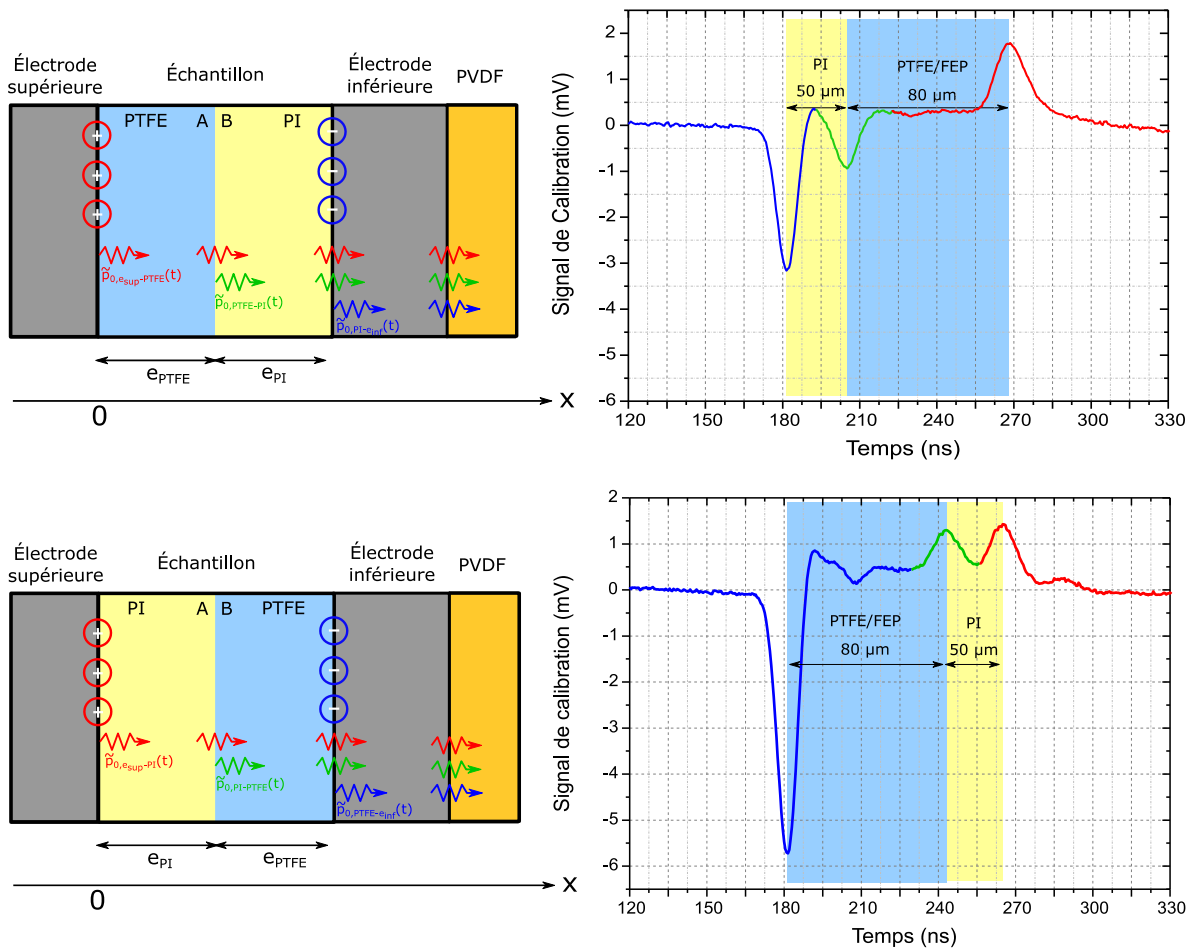 Électrode
supérieure
Échantillon
Électrode
inférieure
PVDF
PTFE A B PI
+ −
+ −
+ −
p̃0,esup-PTFE(t)
p̃0,PTFE-PI(t)
p̃0,PI-einf(t)
ePTFE ePI
0 x
Signal de Calibration (mV)
2
1
0
-1
-2
-3
-4
-5
-6
PI
50 µm
PTFE/FEP
80 µm
120 150 180 210 240 270 300 330
Temps (ns)
Électrode
supérieure
Échantillon
Électrode
inférieure
PVDF
PI A B PTFE
+ −
+ −
+ −
p̃0,esup-PI(t)
p̃0,PI-PTFE(t)
p̃0,PTFE-einf(t)
ePI ePTFE
0 x
Signal de calibration (mV)
2
1
0
-1
-2
-3
-4
-5
-6
PTFE/FEP
80 µm
PI
50 µm
120 150 180 210 240 270 300 330
Temps (ns)